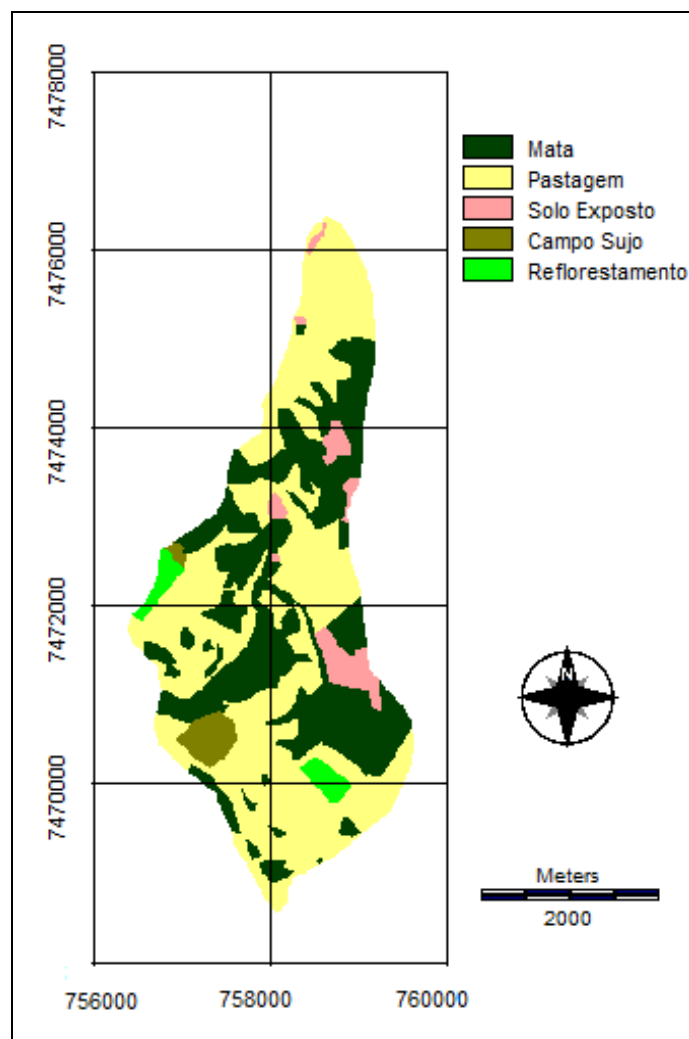 7478000
Mata
Pastagem
Solo Exposto
Campo Sujo
Reflorestamento
7476000
7474000
7472000
N
7470000
Meters
2000
756000
758000
760000